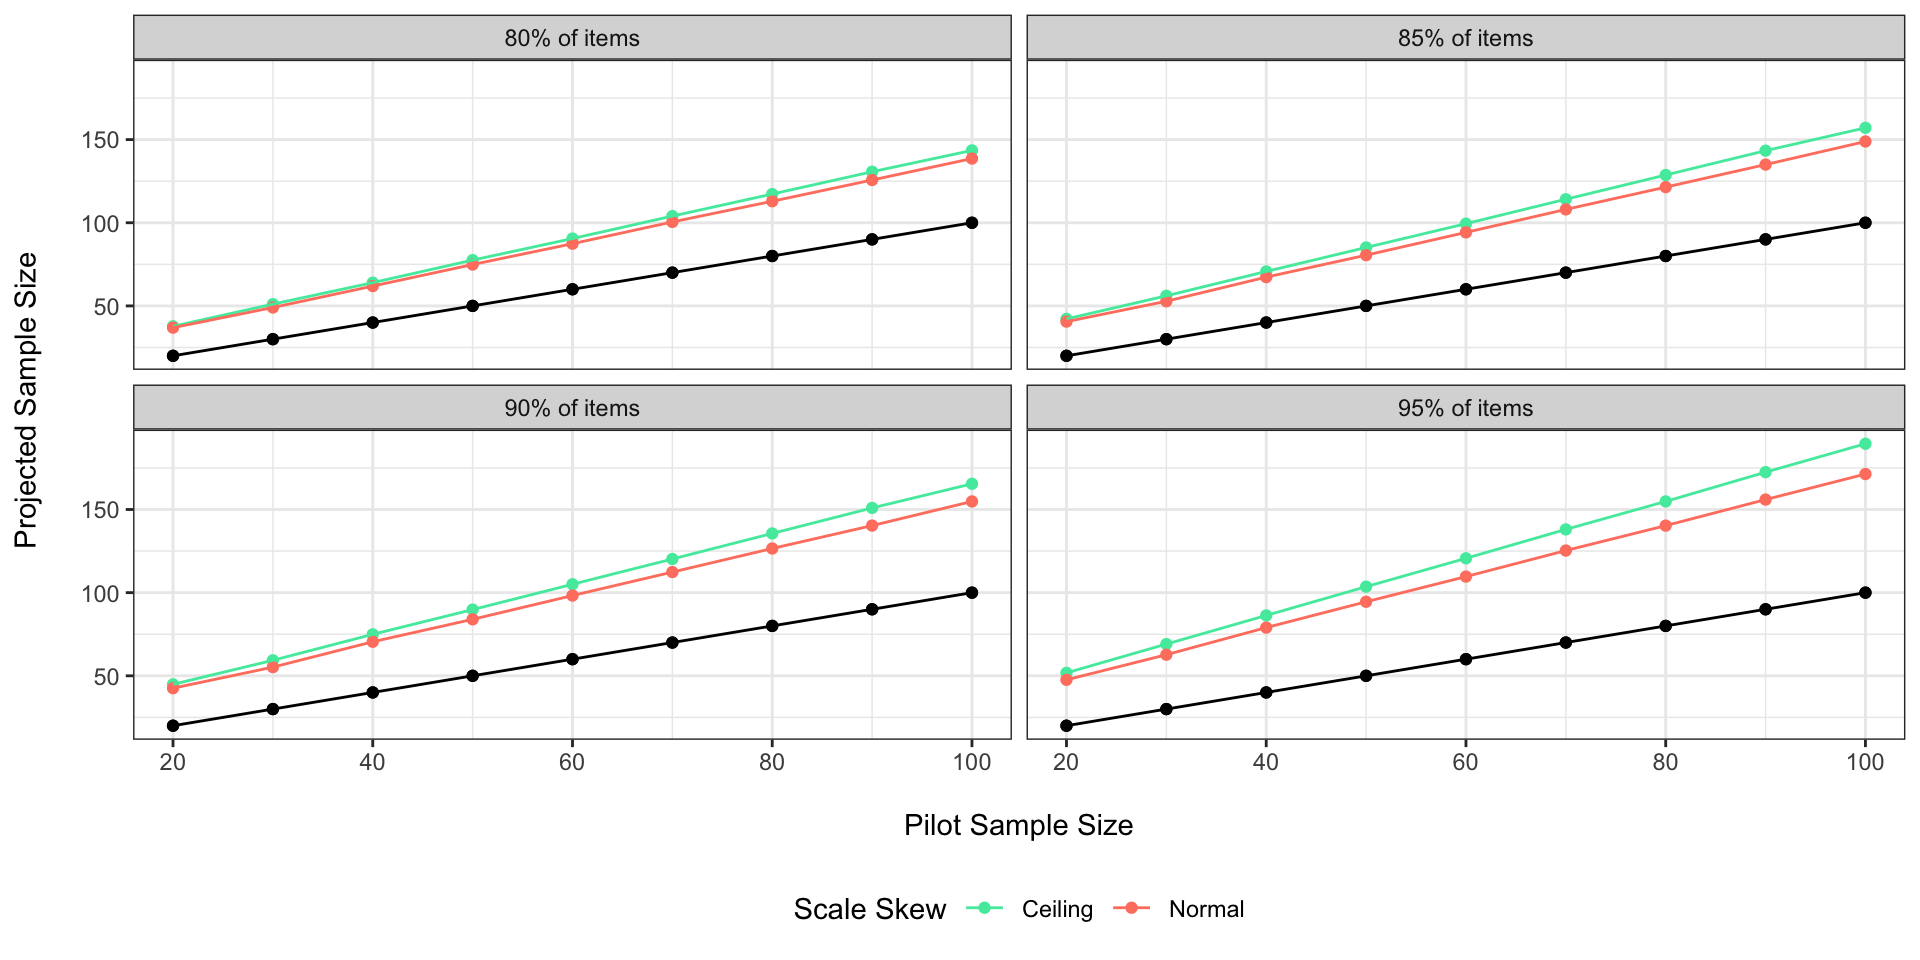 80% of items
85% of items
150
100
50
90% of items
95% of items
150
100
50
20 40 60 80 100
20 40 60 80 100
Projected Sample Size
Pilot Sample Size
Scale Skew Ceiling Normal